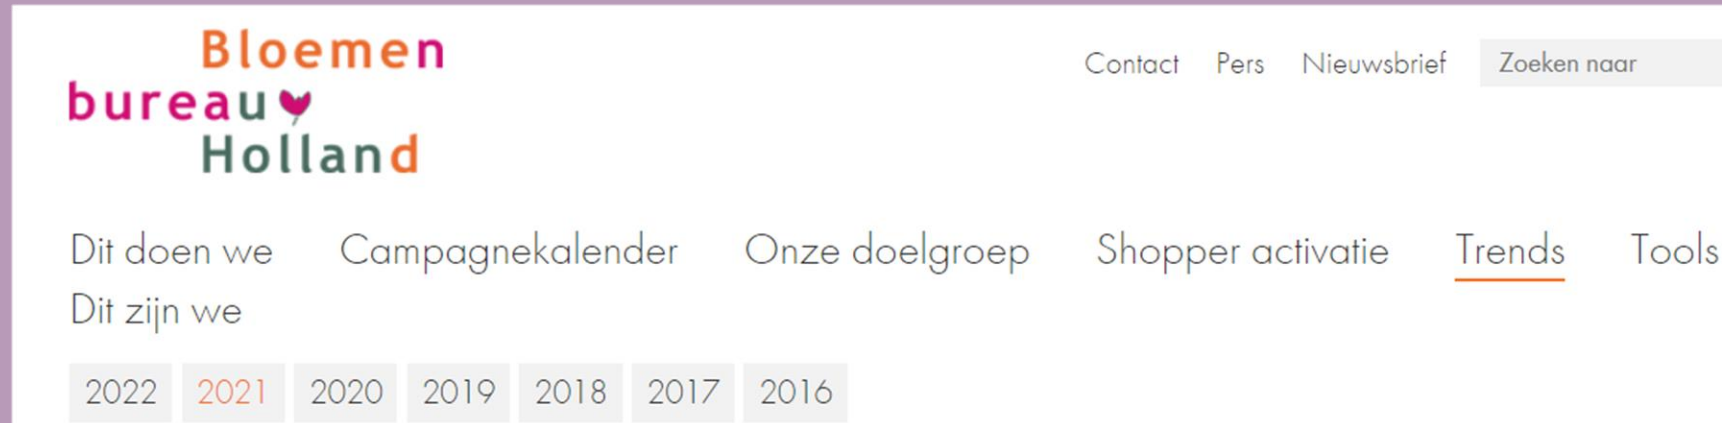 Bloemen
bureau
Holland
Contact Pers Nieuwsbrief Zoeken naar
Dit doen we Campagnekalender Onze doelgroep Shopper activatie Trends Tools
Dit zijn we
2022 2021 2020 2019 2018 2017 2016